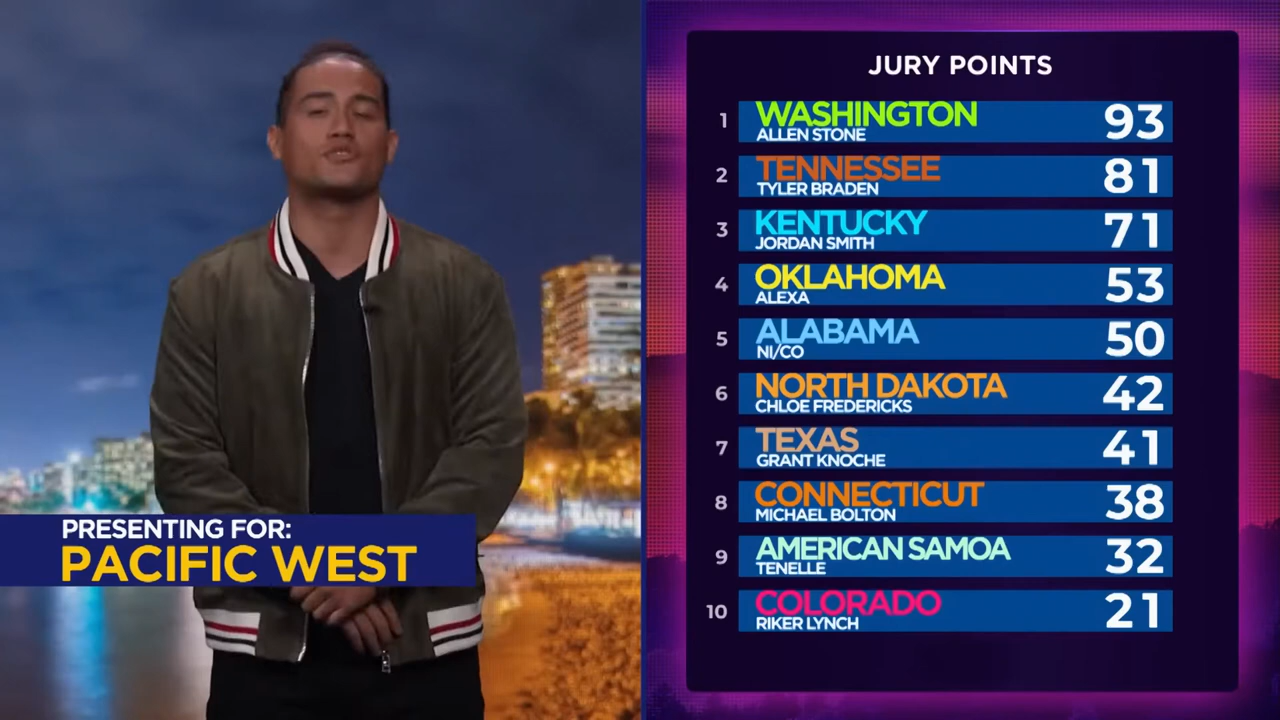 PRESENTING FOR:
PACIFIC WEST
JURY POINTS
1 WASHINGTON 93
ALLEN STONE
2 TENNESSEE 81
TYLER BRADEN
3 KENTUCKY 71
JORDAN SMITH
4 OKLAHOMA 53
ALEXA
5 ALABAMA 50
NI/CO
6 NORTH DAKOTA 42
CHLOE FREDERICKS
7 TEXAS 41
GRANT KNOCHE
8 CONNECTICUT 38
MICHAEL BOLTON
9 AMERICAN SAMOA 32
TENELLE
10 COLORADO 21
RIKER LYNCH